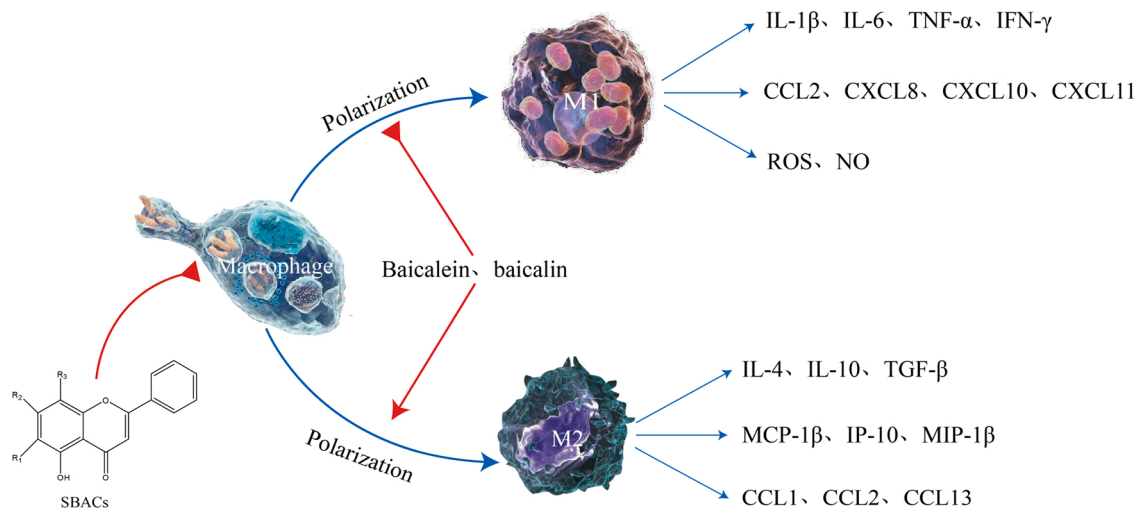 IL-1β、IL-6、TNF-α、IFN-γ
Polarization
M1
CCL2、CXCL8、CXCL10、CXCL11
ROS、NO
Macrophage
Baicalein、baicalin
R3
R2
O
R1
OH
O
SBACs
Polarization
M2
IL-4、IL-10、TGF-β
MCP-1β、IP-10、MIP-1β
CCL1、CCL2、CCL13